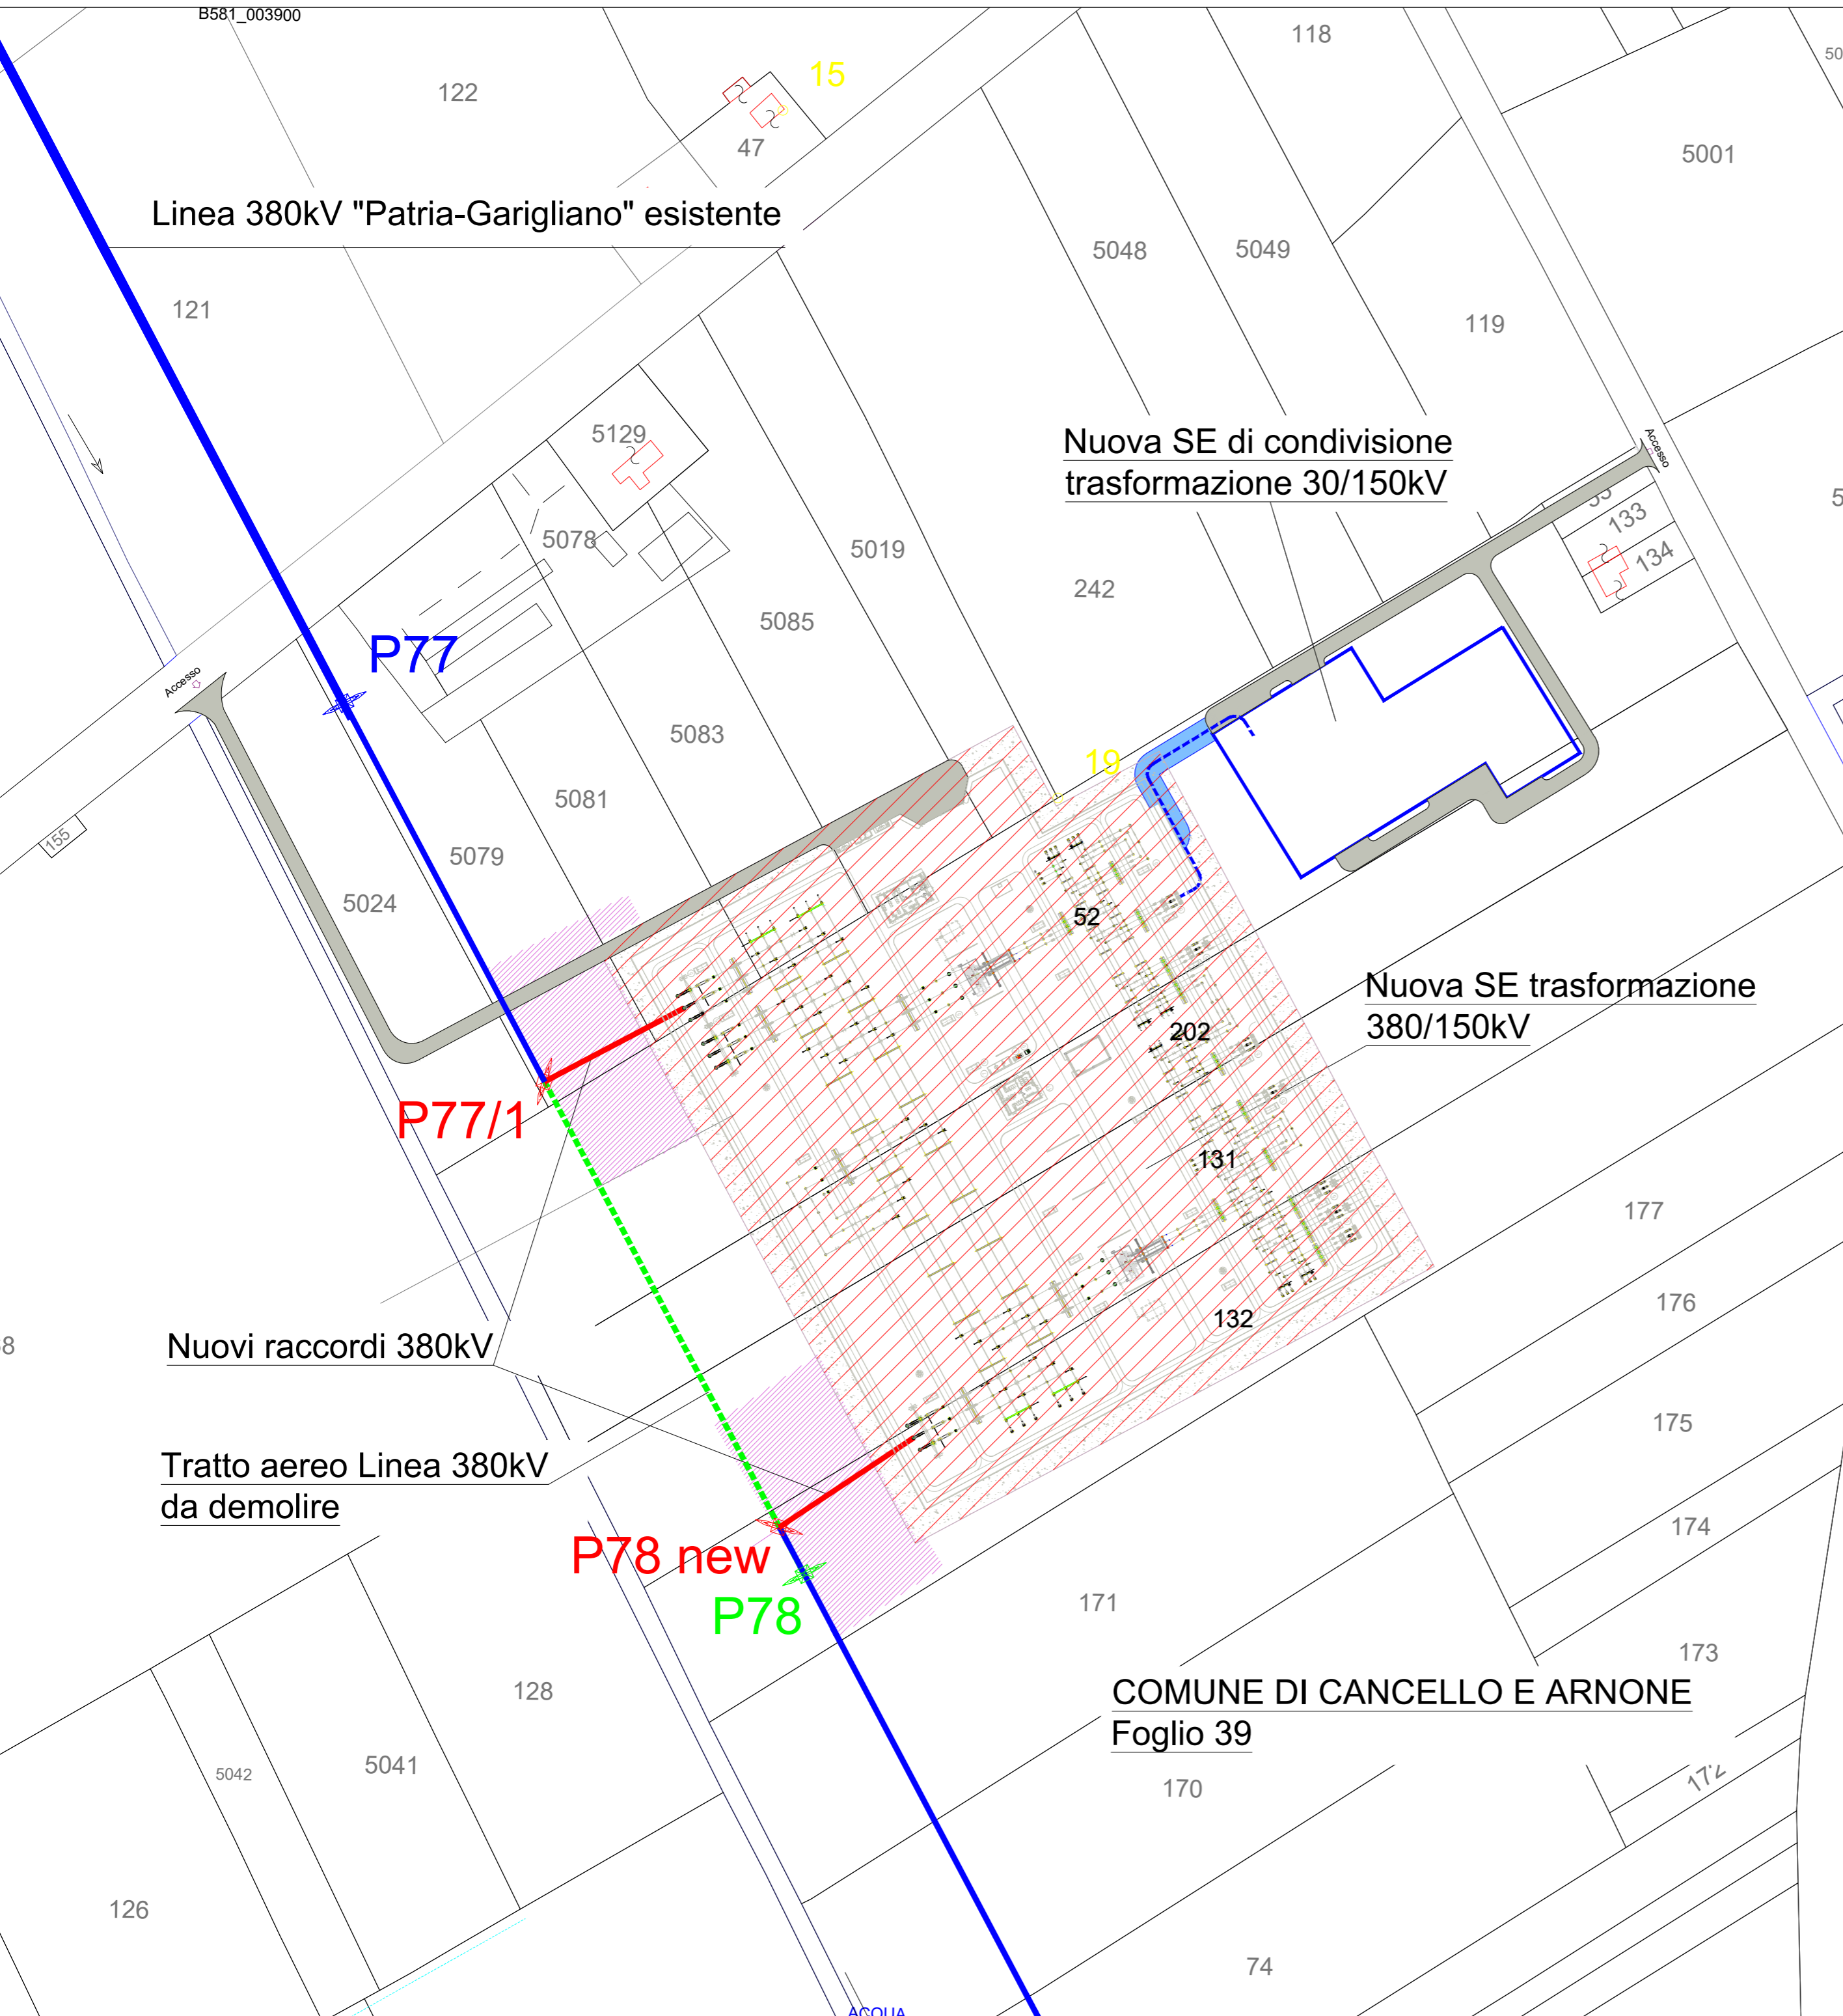 B581_003900
118
122
15
47
5001
Linea 380kV "Patria-Garigliano" esistente
5048
5049
121
119
5129
Nuova SE di condivisione
trasformazione 30/150kV
Accesso
133
134
5078
5019
242
5085
P77
Accesso
5083
19
5081
155
5079
5024
52
Nuova SE trasformazione
380/150kV
202
P77/1
131
177
176
132
Nuovi raccordi 380kV
175
Tratto aereo Linea 380kV
da demolire
174
P78 new
P78
171
173
128
COMUNE DI CANCELLO E ARNONE
Foglio 39
5042
5041
170
172
126
74
ACQUA